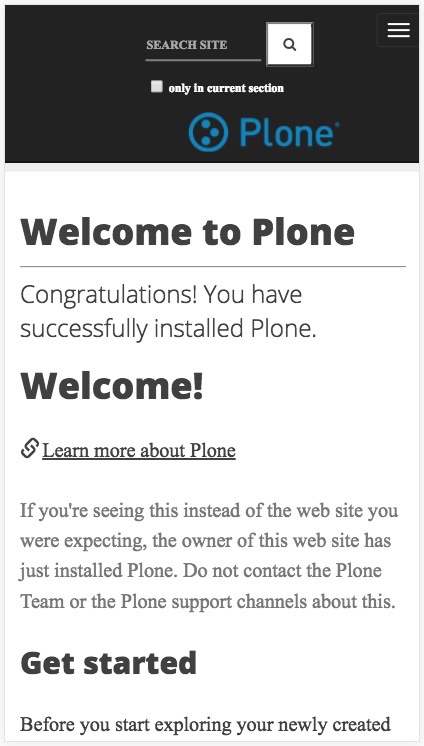 SEARCH SITE
only in current section
Plone
Welcome to Plone
Congratulations! You have
successfully installed Plone.
Welcome!
Learn more about Plone
If you're seeing this instead of the web site you
were expecting, the owner of this web site has
just installed Plone. Do not contact the Plone
Team or the Plone support channels about this.
Get started
Before you start exploring your newly created